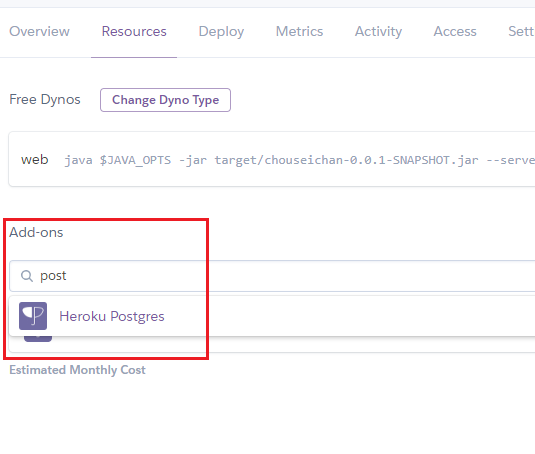 Overview Resources Deploy Metrics Activity Access Sett
Free Dynos Change Dyno Type
web java $JAVA_OPTS -jar target/chouseichan-0.0.1-SNAPSHOT.jar --serve
Add-ons
post
Heroku Postgres
Estimated Monthly Cost